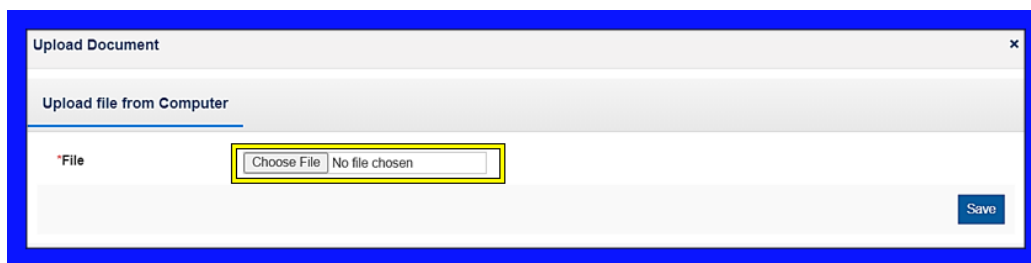 Upload Document ×
Upload file from Computer
*File Choose File No file chosen
Save